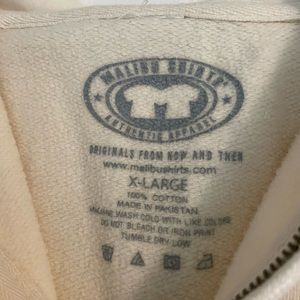 MALIBU SHIRTS
AUTHENTIC APPAREL
ORIGINALS FROM NOW AND THEN
www.malibushirts.com
X-LARGE
100% COTTON
MADE IN PAKISTAN
MACHINE WASH COLD WITH LIKE COLORS
DO NOT BLEACH OR IRON PRINT
TUMBLE DRY LOW